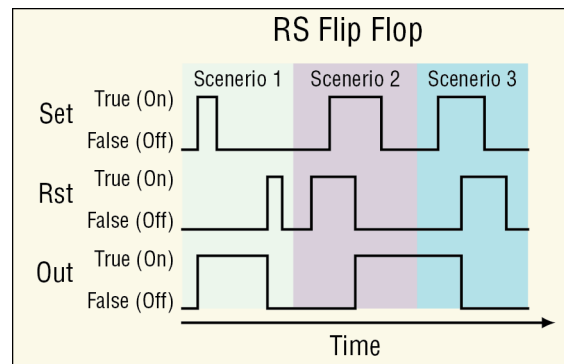 RS Flip Flop
Scenerio 1 Scenerio 2 Scenerio 3
Set True (On)
False (Off)
Rst True (On)
False (Off)
Out True (On)
False (Off)
Time